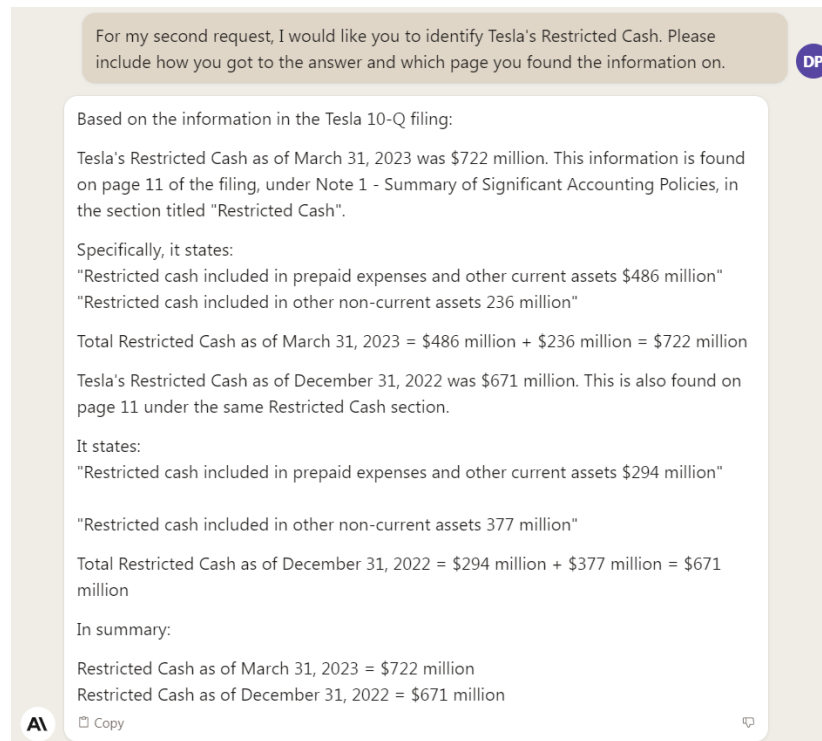 For my second request, I would like you to identify Tesla's Restricted Cash. Please
include how you got to the answer and which page you found the information on.
DP
Based on the information in the Tesla 10-Q filing:
Tesla's Restricted Cash as of March 31, 2023 was $722 million. This information is found
on page 11 of the filing, under Note 1 - Summary of Significant Accounting Policies, in
the section titled "Restricted Cash".
Specifically, it states:
"Restricted cash included in prepaid expenses and other current assets $486 million"
"Restricted cash included in other non-current assets 236 million"
Total Restricted Cash as of March 31, 2023 = $486 million + $236 million = $722 million
Tesla's Restricted Cash as of December 31, 2022 was $671 million. This is also found on
page 11 under the same Restricted Cash section.
It states:
"Restricted cash included in prepaid expenses and other current assets $294 million"
"Restricted cash included in other non-current assets 377 million"
Total Restricted Cash as of December 31, 2022 = $294 million + $377 million = $671
million
In summary:
Restricted Cash as of March 31, 2023 = $722 million
Restricted Cash as of December 31, 2022 = $671 million
A\
Copy